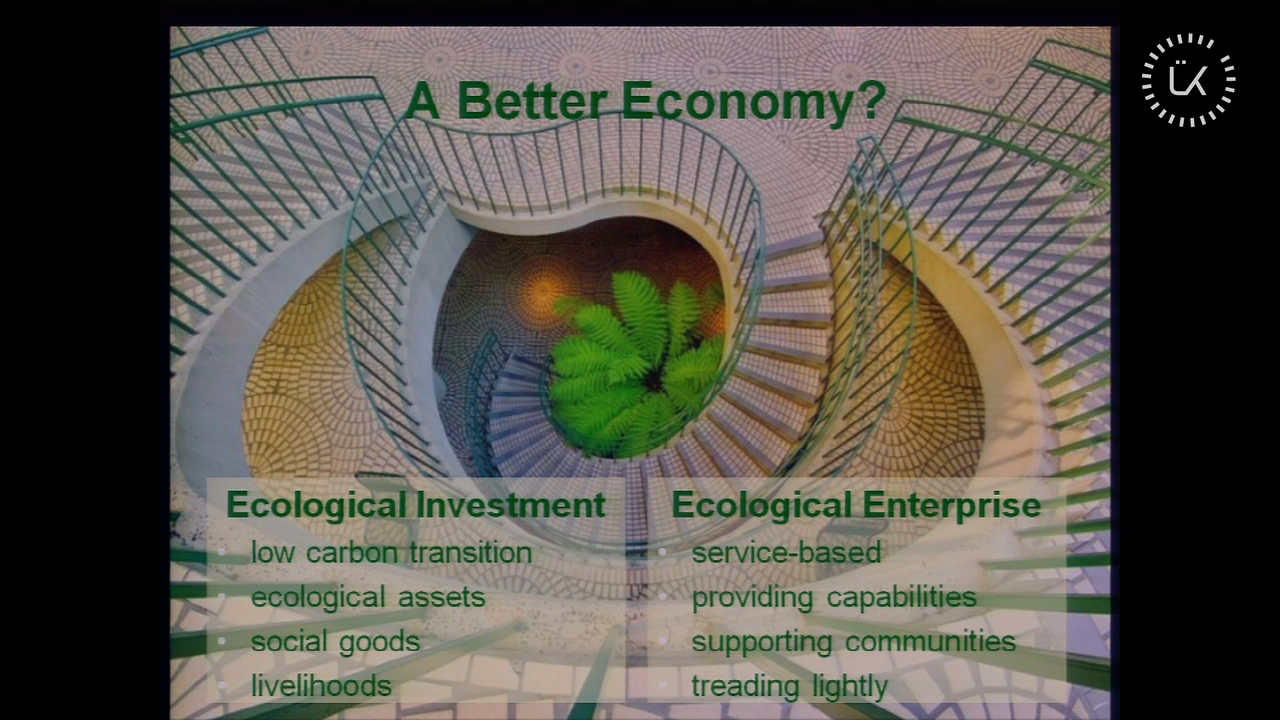 A Better Economy?
Ecological Investment
low carbon transition
ecological assets
social goods
livelihoods
Ecological Enterprise
service-based
providing capabilities
supporting communities
treading lightly
ÜK